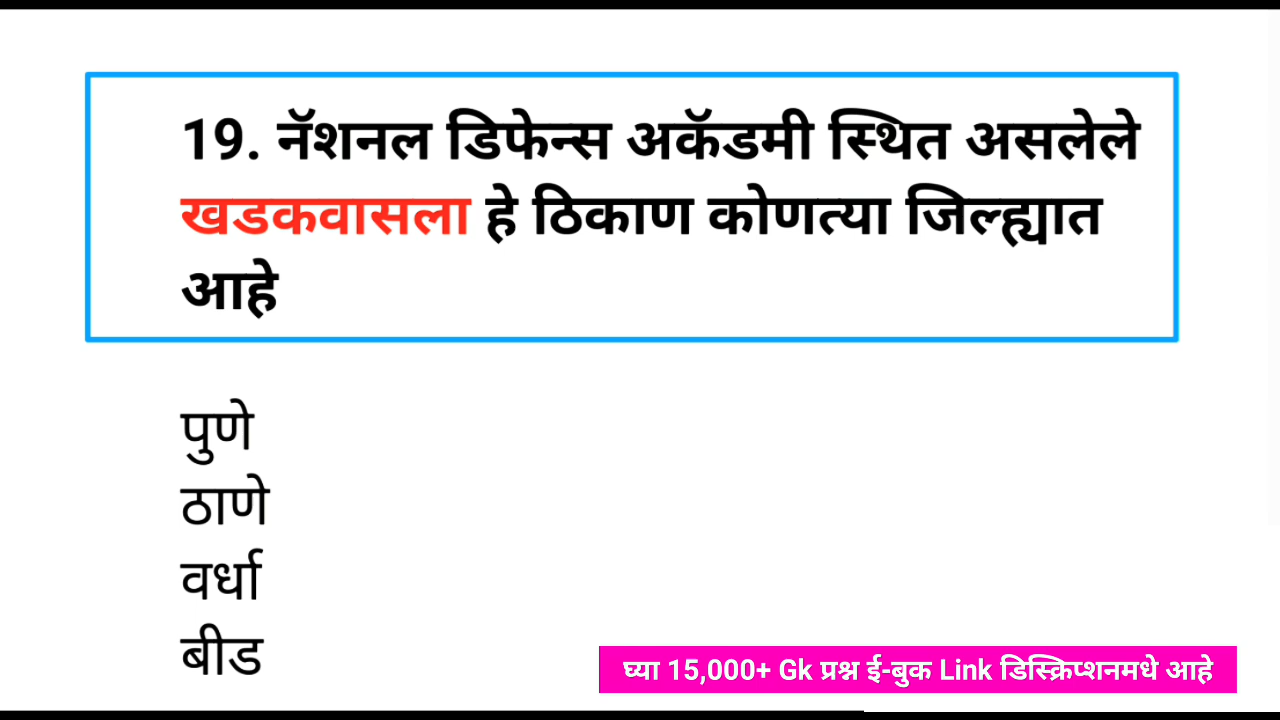 19. नॅशनल डिफेन्स अकॅडमी स्थित असलेले
खडकवासला हे ठिकाण कोणत्या जिल्ह्यात
आहे
पुणे
ठाणे
वर्धा
बीड
घ्या 15,000+ Gk प्रश्न ई-बुक Link डिस्क्रिप्शनमधे आहे